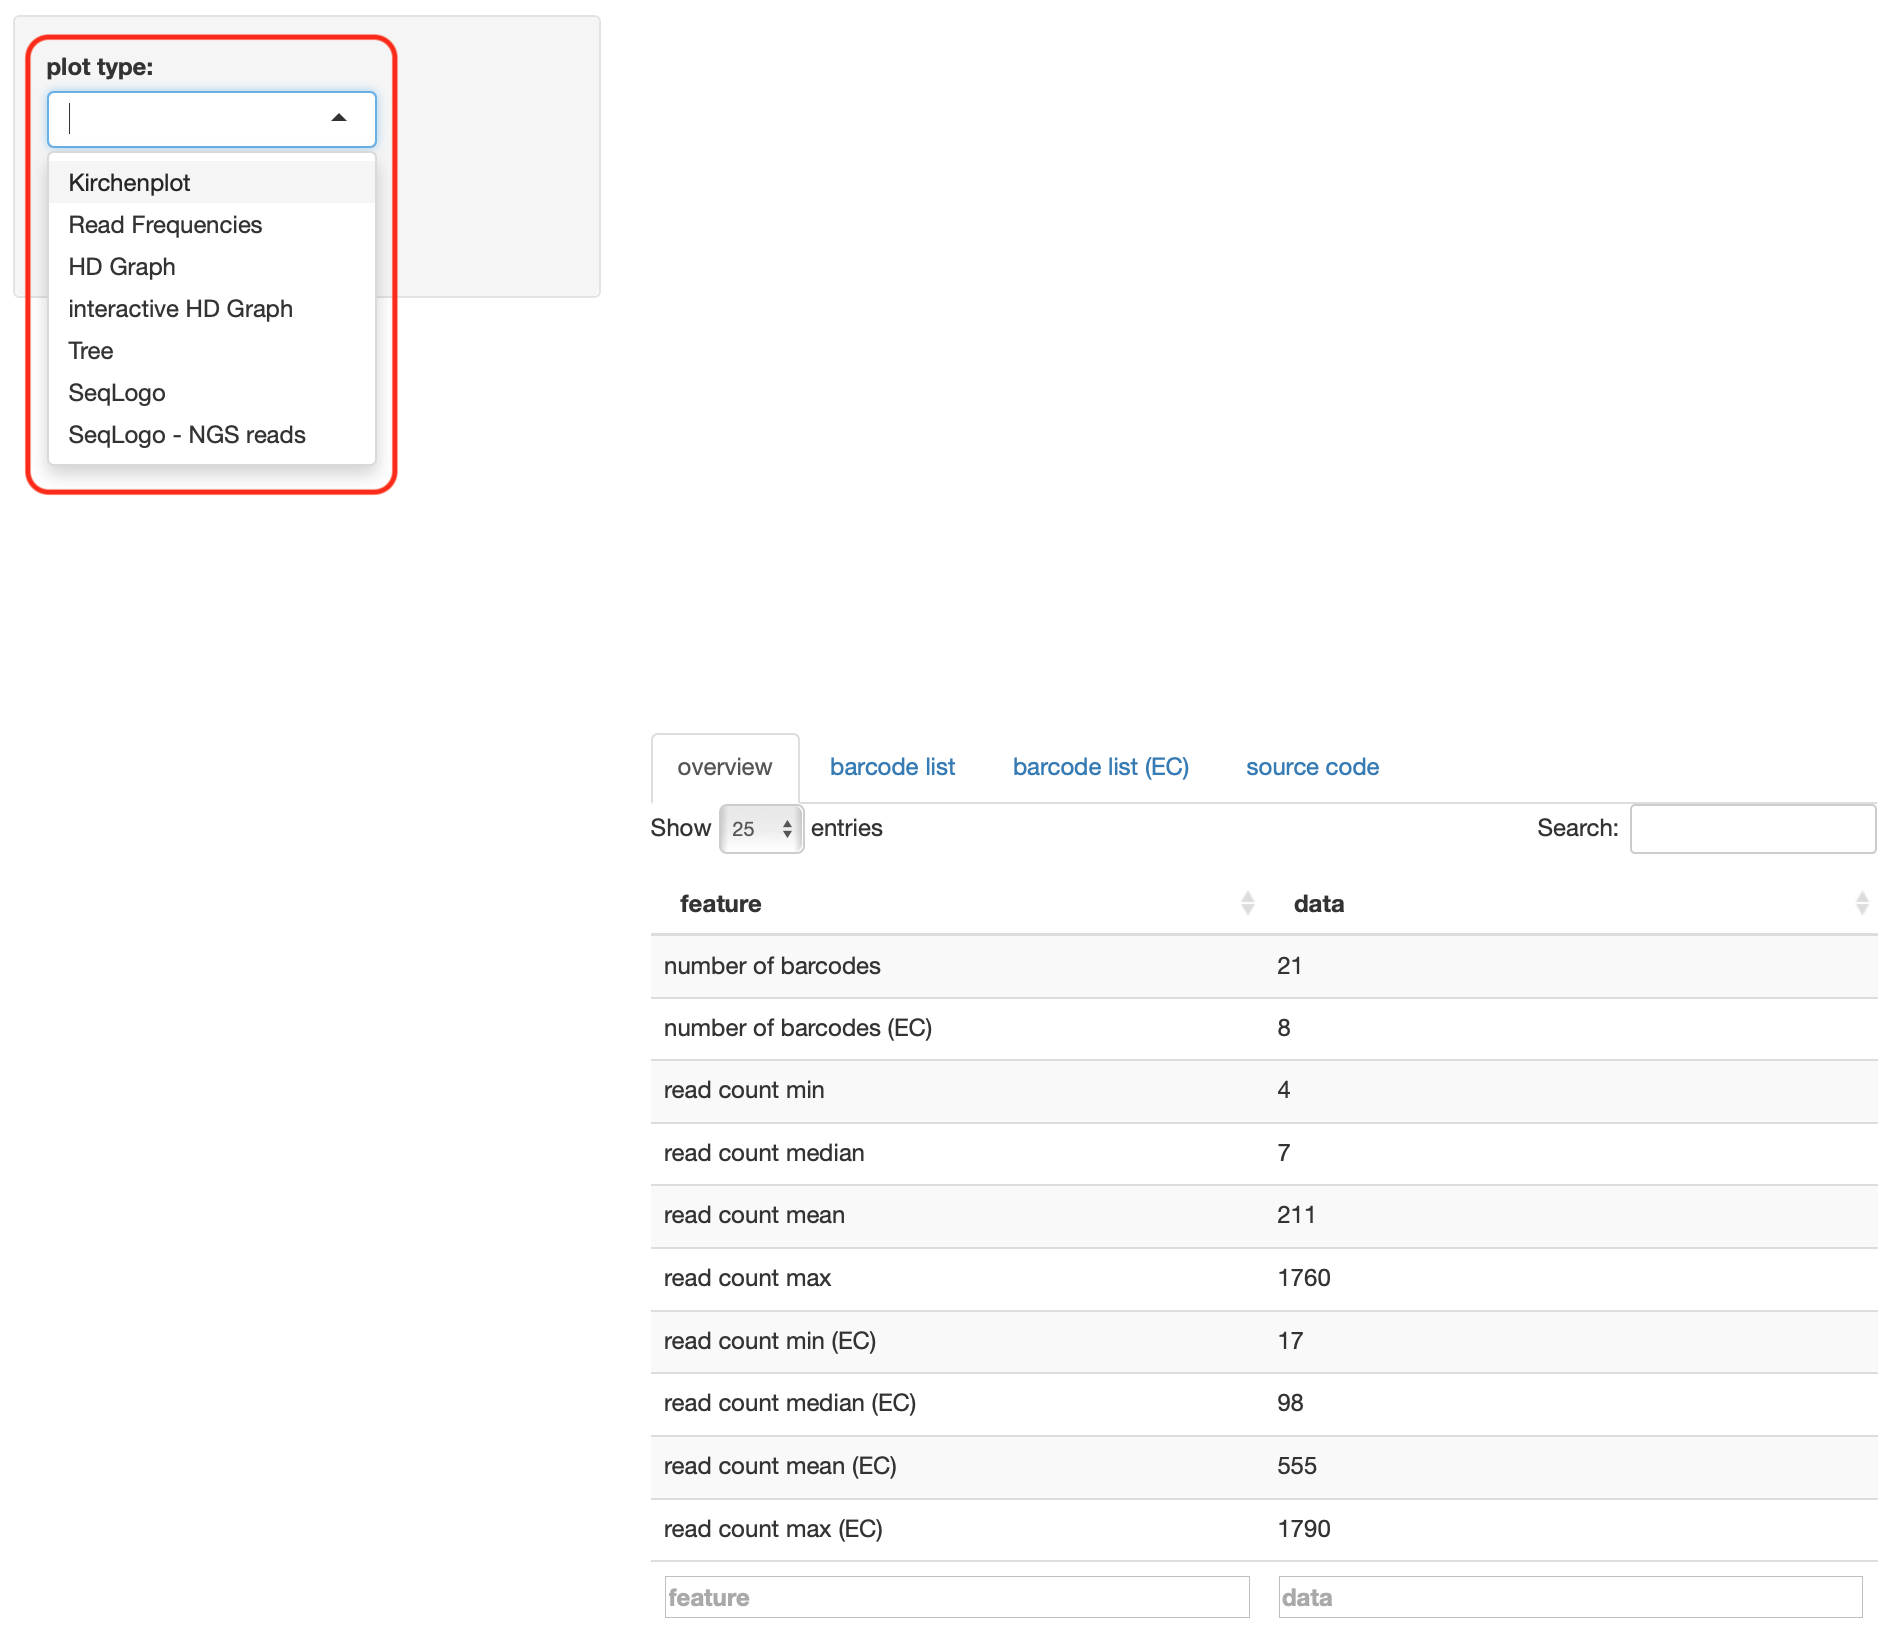 plot type:
Kirchenplot
Read Frequencies
HD Graph
interactive HD Graph
Tree
SeqLogo
SeqLogo - NGS reads
overview barcode list barcode list (EC) source code
Show 25 entries Search:
feature data
number of barcodes 21
number of barcodes (EC) 8
read count min 4
read count median 7
read count mean 211
read count max 1760
read count min (EC) 17
read count median (EC) 98
read count mean (EC) 555
read count max (EC) 1790
feature data